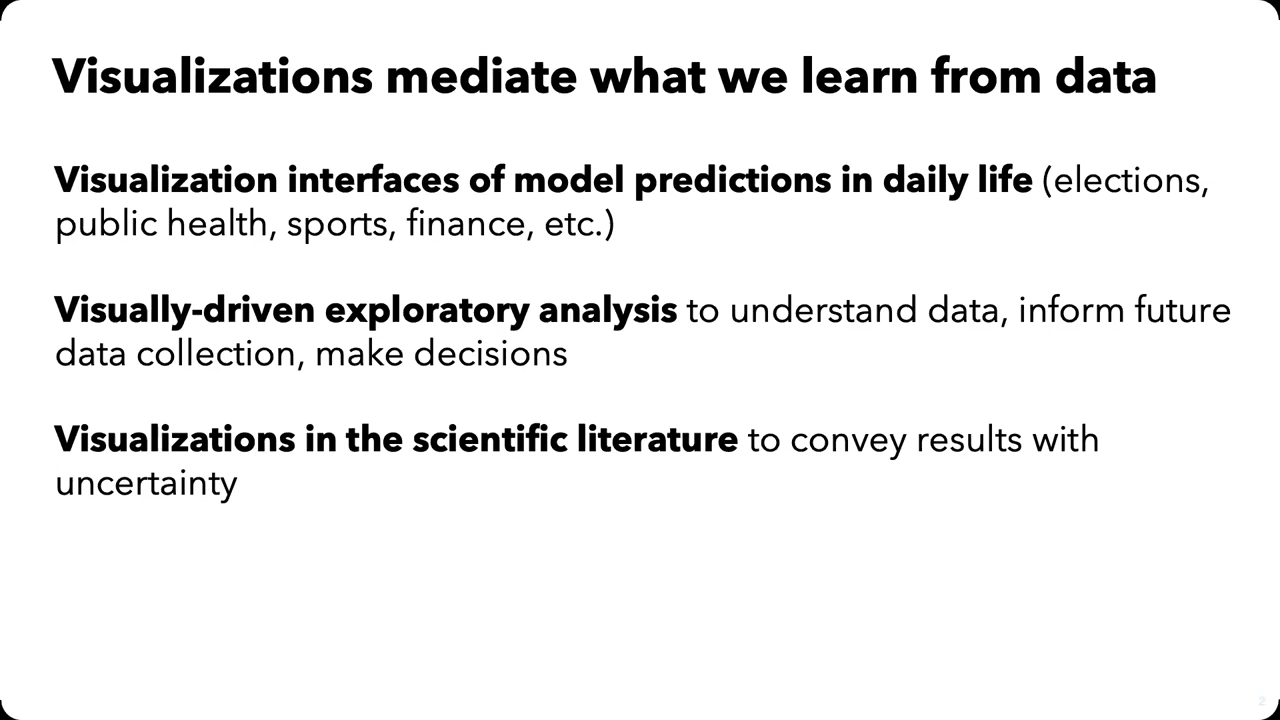 Visualizations mediate what we learn from data
Visualization interfaces of model predictions in daily life (elections,
public health, sports, finance, etc.)
Visually-driven exploratory analysis to understand data, inform future
data collection, make decisions
Visualizations in the scientific literature to convey results with
uncertainty
2